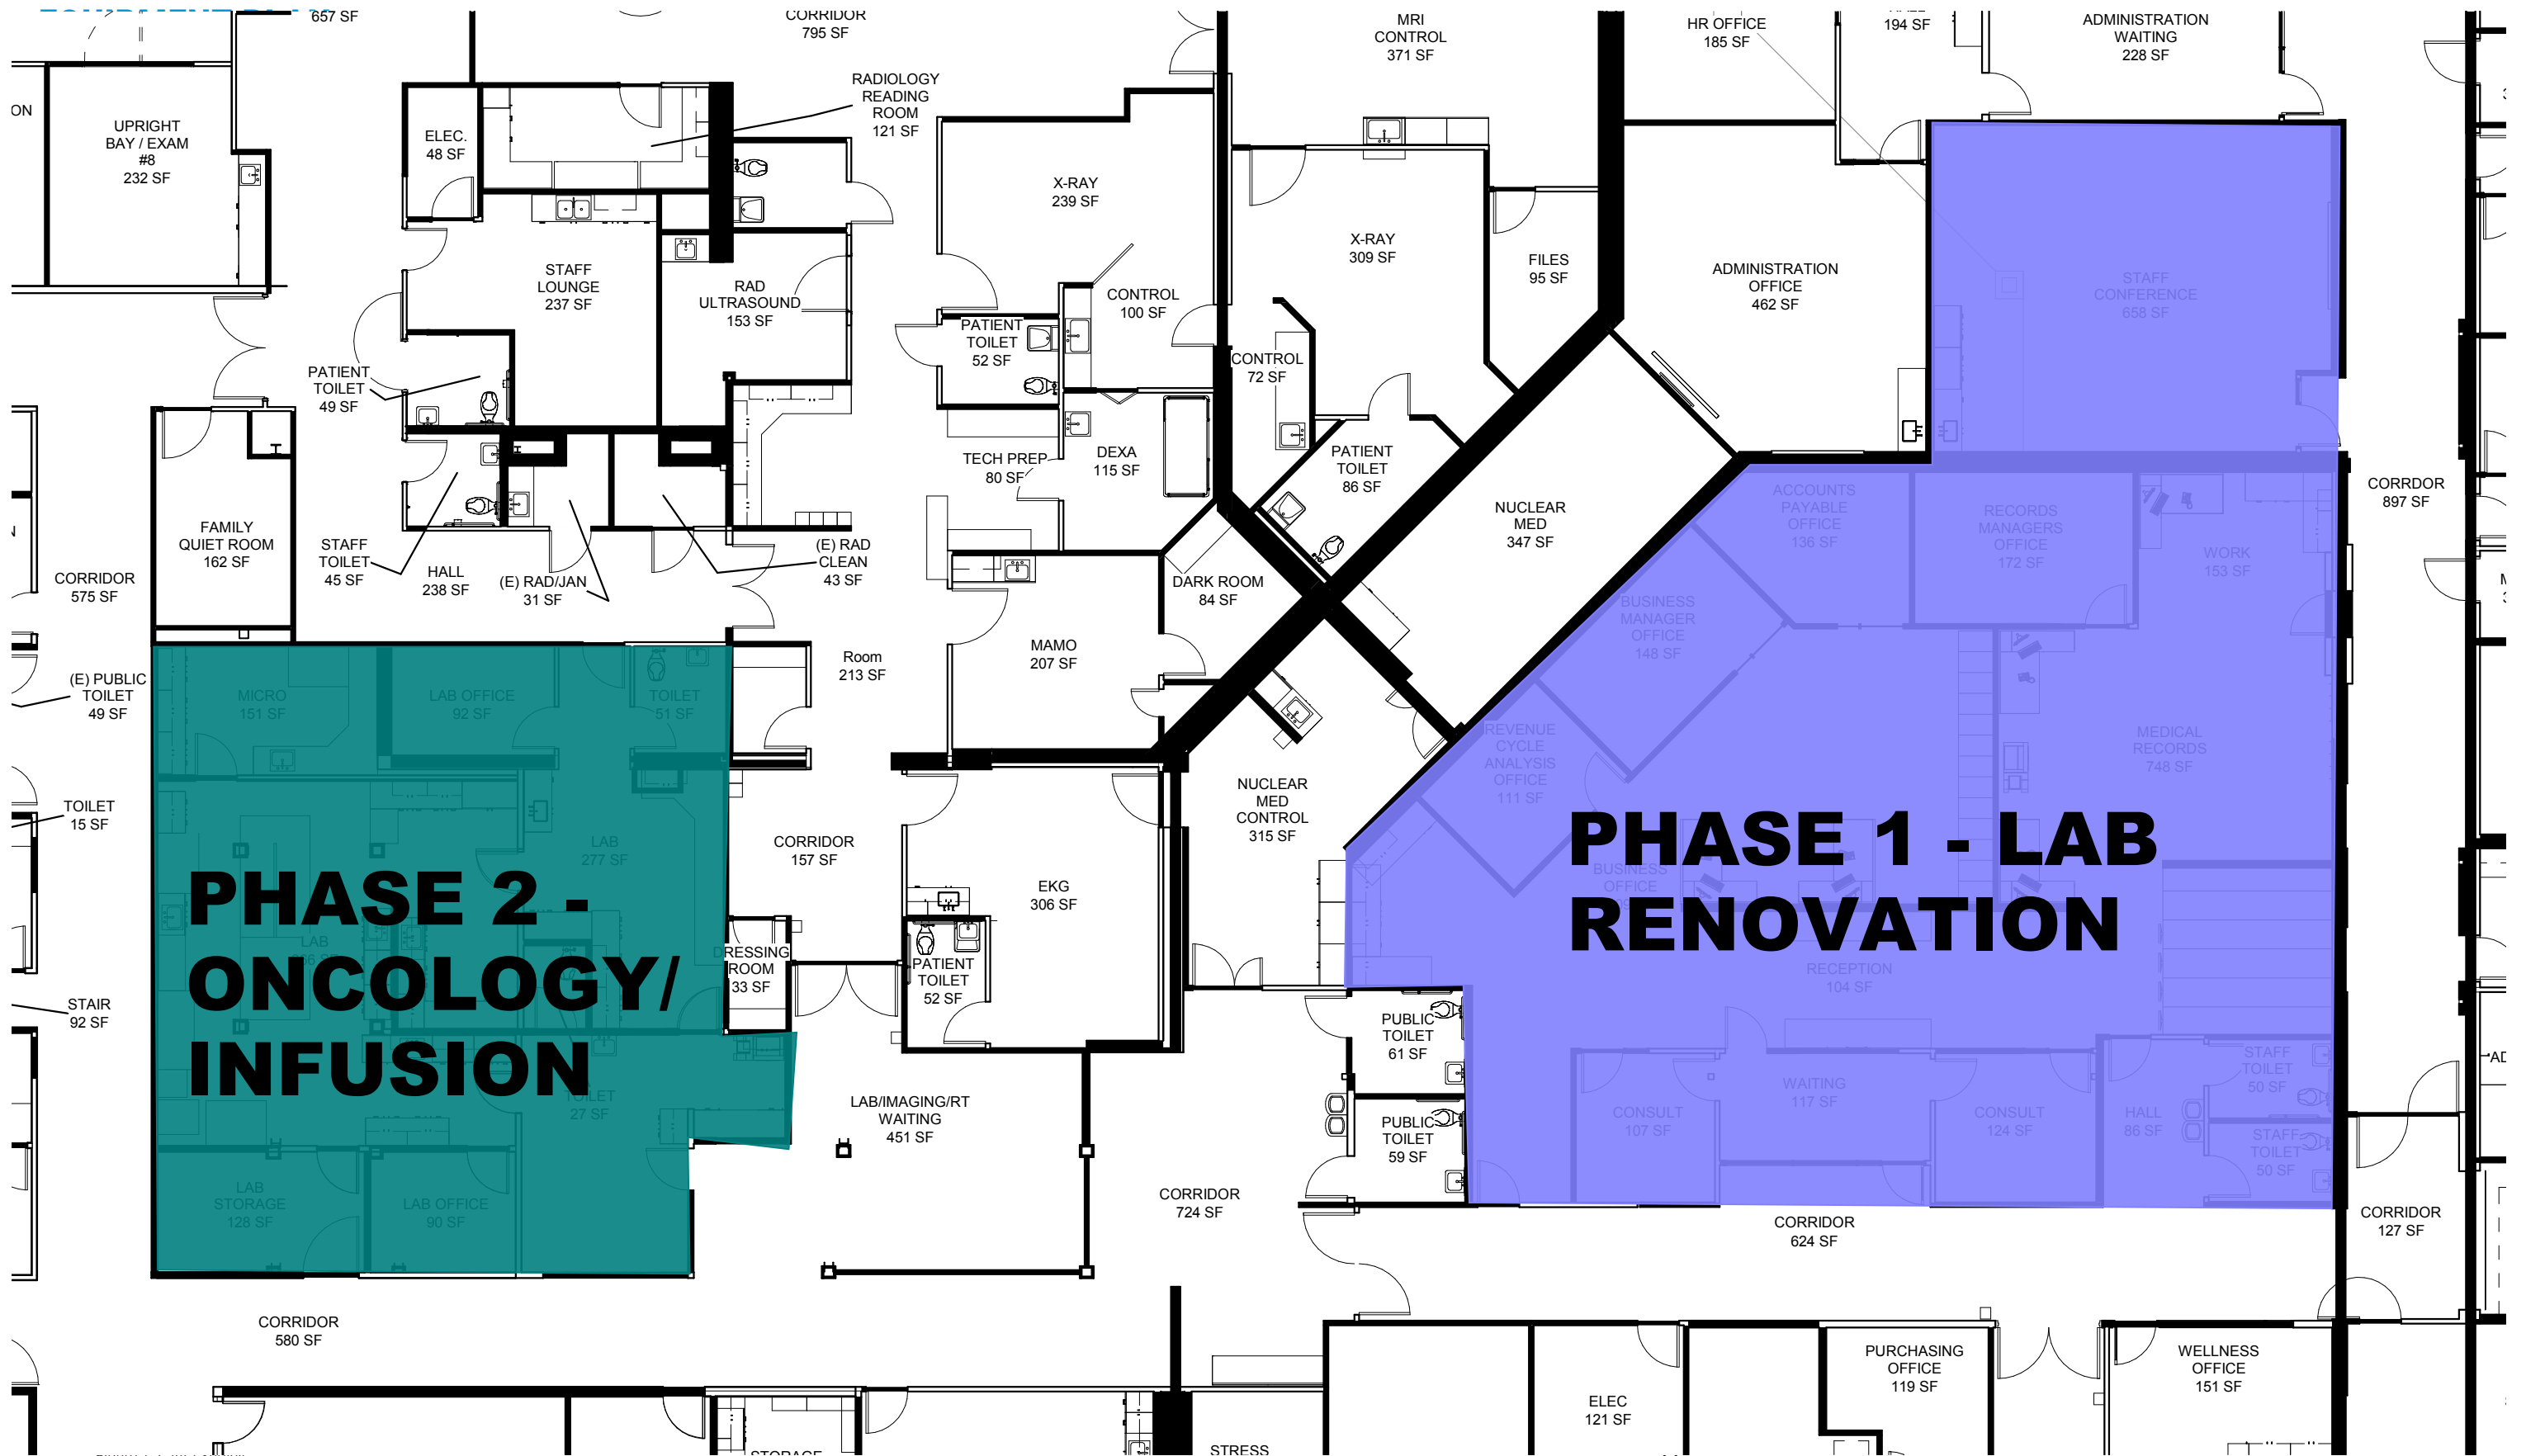 657 SF
CORRIDOR
795 SF
MRI
CONTROL
371 SF
HR OFFICE
185 SF
194 SF
ADMINISTRATION
WAITING
228 SF
UPRIGHT
BAY / EXAM
#8
232 SF
ELEC.
48 SF
RADIOLOGY
READING
ROOM
121 SF
X-RAY
239 SF
X-RAY
309 SF
FILES
95 SF
ADMINISTRATION
OFFICE
462 SF
STAFF
CONFERENCE
658 SF
STAFF
LOUNGE
237 SF
RAD
ULTRASOUND
153 SF
CONTROL
100 SF
PATIENT
TOILET
52 SF
CONTROL
72 SF
PATIENT
TOILET
49 SF
TECH PREP
80 SF
DEXA
115 SF
PATIENT
TOILET
86 SF
NUCLEAR
MED
347 SF
ACCOUNTS
PAYABLE
OFFICE
136 SF
RECORDS
MANAGERS
OFFICE
172 SF
WORK
153 SF
CORRDOR
897 SF
FAMILY
QUIET ROOM
162 SF
STAFF
TOILET
45 SF
HALL
238 SF
(E) RAD/JAN
31 SF
(E) RAD
CLEAN
43 SF
CORRIDOR
575 SF
DARK ROOM
84 SF
BUSINESS
MANAGER
OFFICE
148 SF
MAMO
207 SF
Room
213 SF
(E) PUBLIC
TOILET
49 SF
MICRO
151 SF
LAB OFFICE
92 SF
TOILET
51 SF
REVENUE
CYCLE
ANALYSIS
OFFICE
111 SF
MEDICAL
RECORDS
748 SF
NUCLEAR
MED
CONTROL
315 SF
TOILET
15 SF
LAB
277 SF
CORRIDOR
157 SF
EKG
306 SF
BUSINESS
OFFICE
PHASE 1 - LAB
RENOVATION
PHASE 2 -
ONCOLOGY/
INFUSION
LAB
DRESSING
ROOM
33 SF
PATIENT
TOILET
52 SF
RECEPTION
104 SF
STAIR
92 SF
PUBLIC
TOILET
61 SF
STAFF
TOILET
50 SF
TOILET
27 SF
LAB/IMAGING/RT
WAITING
451 SF
WAITING
117 SF
CONSULT
107 SF
CONSULT
124 SF
HALL
86 SF
PUBLIC
TOILET
59 SF
STAFF
TOILET
50 SF
LAB
STORAGE
128 SF
LAB OFFICE
90 SF
CORRIDOR
724 SF
CORRIDOR
624 SF
CORRIDOR
127 SF
CORRIDOR
580 SF
PURCHASING
OFFICE
119 SF
WELLNESS
OFFICE
151 SF
ELEC
121 SF
STORAGE
STRESS